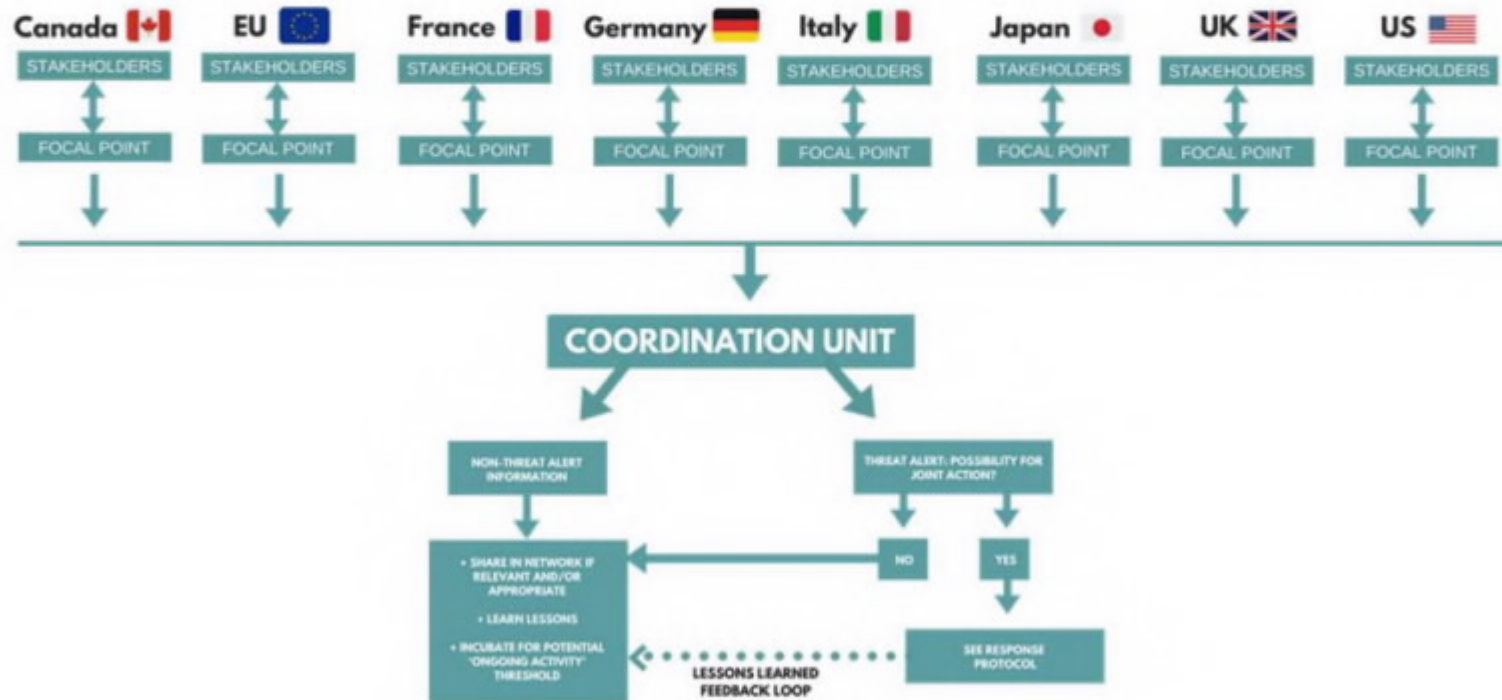 Canada
EU
France
Germany
Italy
Japan
UK
US
STAKEHOLDERS
STAKEHOLDERS
STAKEHOLDERS
STAKEHOLDERS
STAKEHOLDERS
STAKEHOLDERS
STAKEHOLDERS
STAKEHOLDERS
FOCAL POINT
FOCAL POINT
FOCAL POINT
FOCAL POINT
FOCAL POINT
FOCAL POINT
FOCAL POINT
FOCAL POINT
COORDINATION UNIT
NON-THREAT ALERT
INFORMATION
THREAT ALERT: POSSIBILITY FOR
JOINT ACTION?
NO
YES
+ SHARE IN NETWORK IF
RELEVANT AND/OR
APPROPRIATE
+ LEARN LESSONS
+ INCUBATE FOR POTENTIAL
'ONGOING ACTIVITY'
THRESHOLD
SEE RESPONSE
PROTOCOL
LESSONS LEARNED
FEEDBACK LOOP